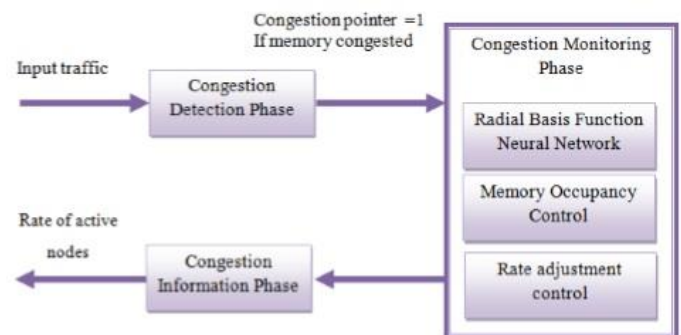 Congestion pointer =1
If memory congested
Input traffic
Congestion
Detection Phase
Congestion Monitoring
Phase
Radial Basis Function
Neural Network
Memory Occupancy
Control
Rate adjustment
control
Rate of active
nodes
Congestion
Information Phase